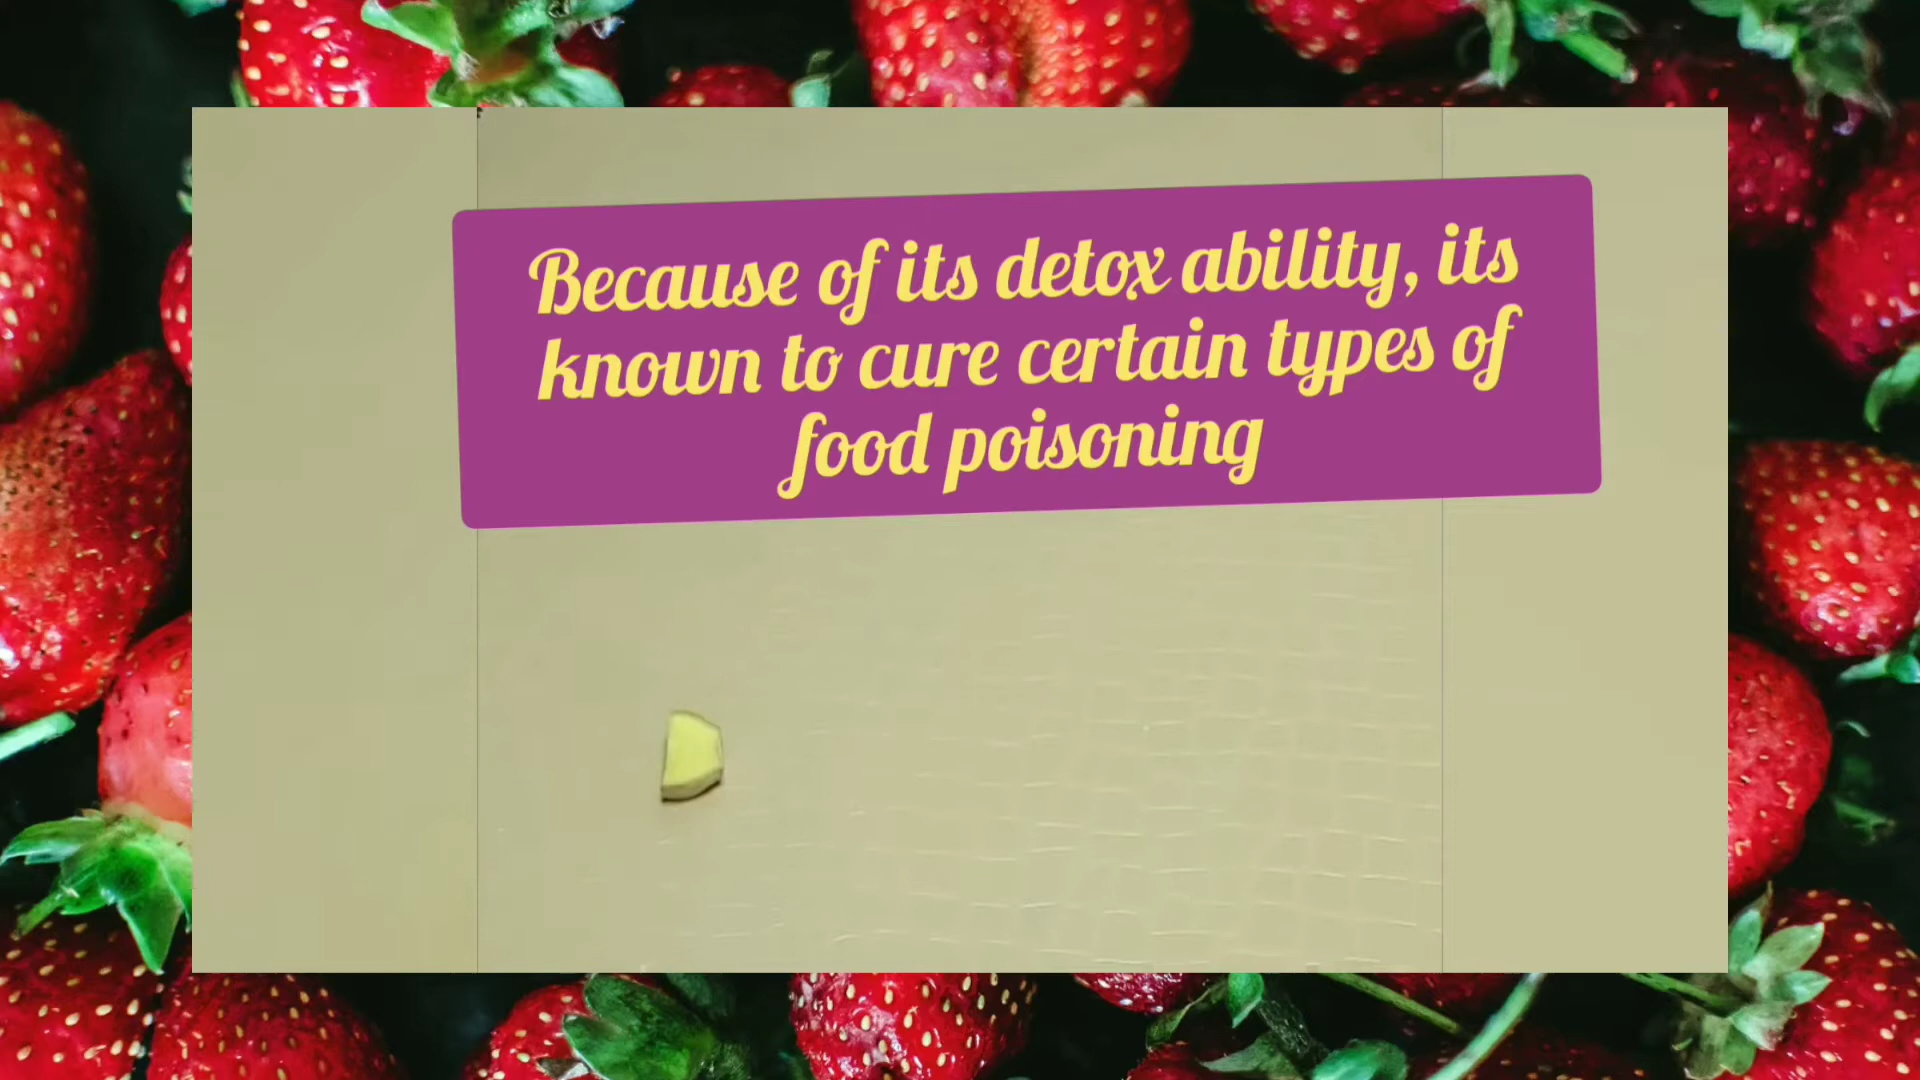 Because of its detox ability, its
known to cure certain types of
food poisoning